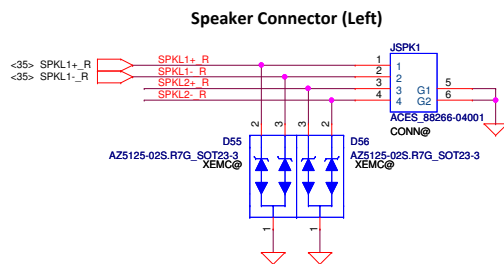 Speaker Connector (Left)
JSPK1
<35> SPKL1+_R SPKL1+_R 1 1
<35> SPKL1-_R SPKL1-_R 2 2
SPKL2+_R 3 3 G1 5
SPKL2-_R 4 4 G2 6
ACES_88266-04001
CONN@
2 3 3 2
D55 D56
AZ5125-02S.R7G_SOT23-3 AZ5125-02S.R7G_SOT23-3
XEMC@ XEMC@
1 1